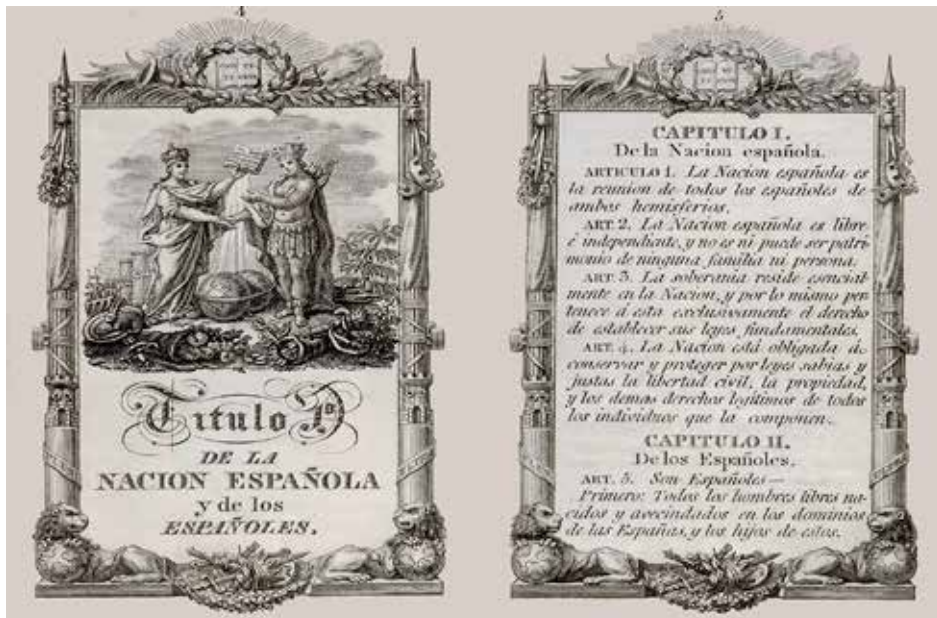 4
Titulo Iº
DE LA
NACION ESPAÑOLA
y de los
ESPAÑOLES.
5
CAPITULO I.
De la Nacion española.
ARTICULO 1. La Nacion española es
la reunion de todos los españoles de
ambos hemisferios.
ART. 2. La Nacion española es libre
é independiente, y no es ni puede ser patri-
monio de ninguna familia ni persona.
ART. 3. La soberanía reside esencial-
mente en la Nacion, y por lo mismo per-
tenece á esta exclusivamente el derecho
de establecer sus leyes fundamentales.
ART. 4. La Nacion está obligada á
conservar y proteger por leyes sabias y
justas la libertad civil, la propiedad,
y los demas derechos legítimos de todos
los individuos que la componen.
CAPITULO II.
De los Españoles.
ART. 5. Son Españoles—
Primero: Todos los hombres libres na-
cidos y avecindados en los dominios
de las Españas, y los hijos de estos.